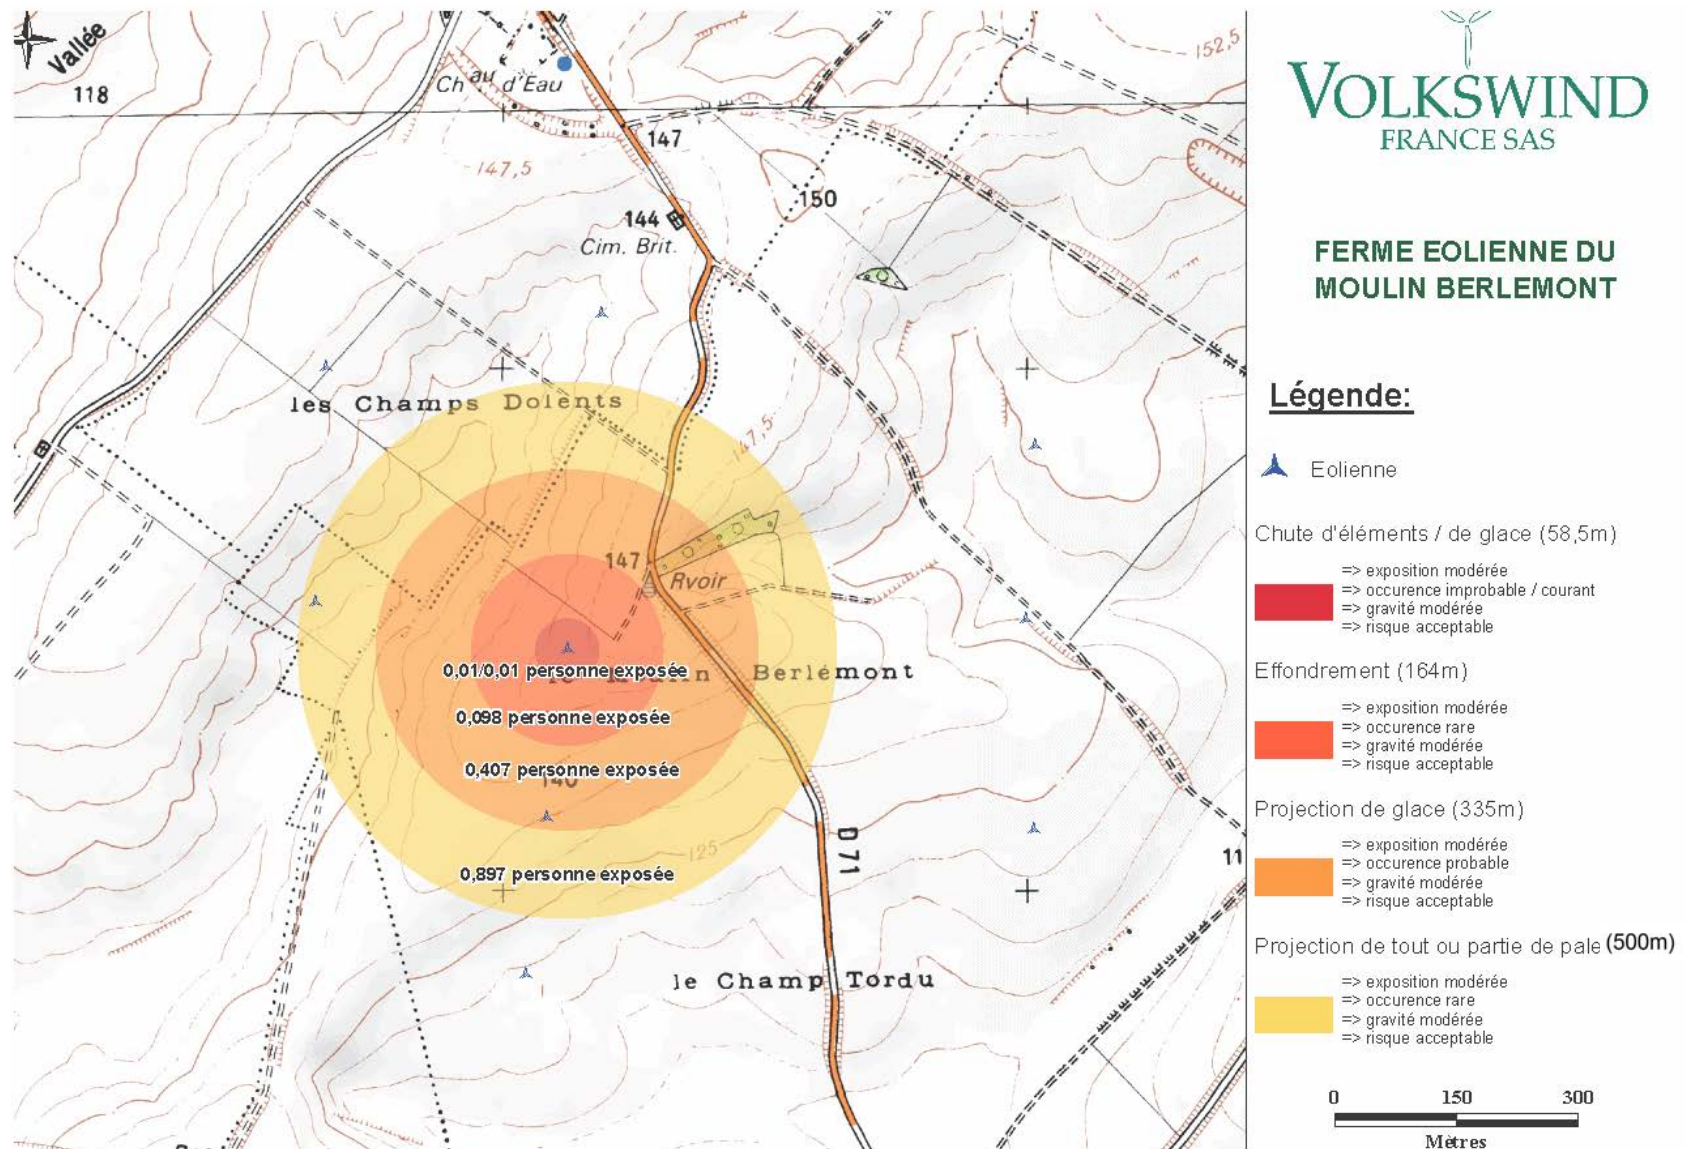 Vallée
118
Ch au d'Eau
152,5
147
147,5
150
144
Cim. Brit.
les Champs Dolents
147,5
147
Rvoir
0,01/0,01 personne exposée
le Moulin Berlémont
0,098 personne exposée
0,407 personne exposée
140
125
D 71
11
0,897 personne exposée
le Champ Tordu
VOLKSWIND
FRANCE SAS
FERME EOLIENNE DU
MOULIN BERLEMONT
Légende:
Eolienne
Chute d'éléments / de glace (58,5m)
=> exposition modérée
=> occurence improbable / courant
=> gravité modérée
=> risque acceptable
Effondrement (164m)
=> exposition modérée
=> occurence rare
=> gravité modérée
=> risque acceptable
Projection de glace (335m)
=> exposition modérée
=> occurence probable
=> gravité modérée
=> risque acceptable
Projection de tout ou partie de pale (500m)
=> exposition modérée
=> occurence rare
=> gravité modérée
=> risque acceptable
0 150 300
Mètres